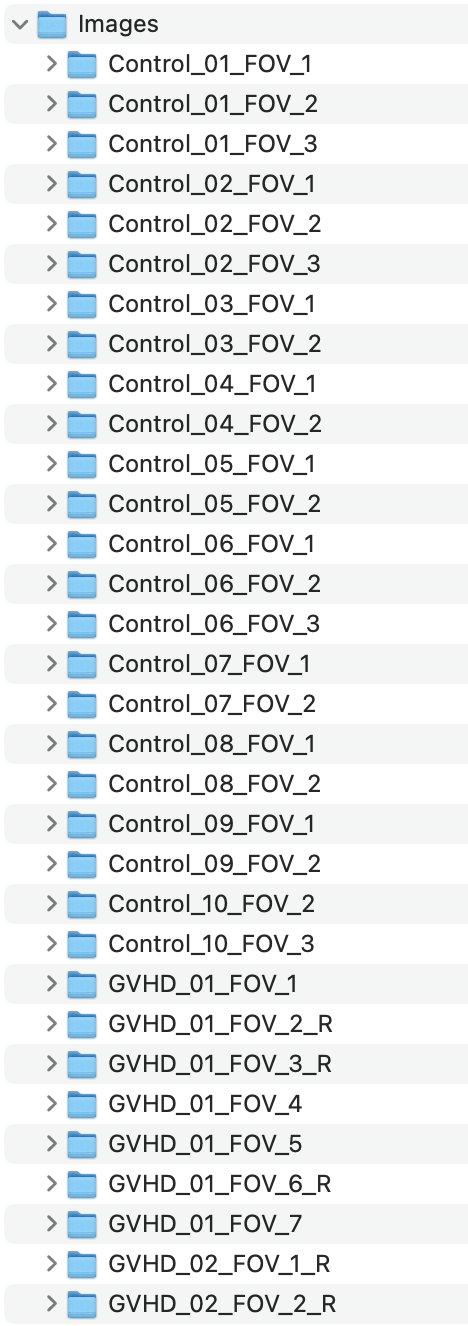 Images
Control_01_FOV_1
Control_01_FOV_2
Control_01_FOV_3
Control_02_FOV_1
Control_02_FOV_2
Control_02_FOV_3
Control_03_FOV_1
Control_03_FOV_2
Control_04_FOV_1
Control_04_FOV_2
Control_05_FOV_1
Control_05_FOV_2
Control_06_FOV_1
Control_06_FOV_2
Control_06_FOV_3
Control_07_FOV_1
Control_07_FOV_2
Control_08_FOV_1
Control_08_FOV_2
Control_09_FOV_1
Control_09_FOV_2
Control_10_FOV_2
Control_10_FOV_3
GVHD_01_FOV_1
GVHD_01_FOV_2_R
GVHD_01_FOV_3_R
GVHD_01_FOV_4
GVHD_01_FOV_5
GVHD_01_FOV_6_R
GVHD_01_FOV_7
GVHD_02_FOV_1_R
GVHD_02_FOV_2_R